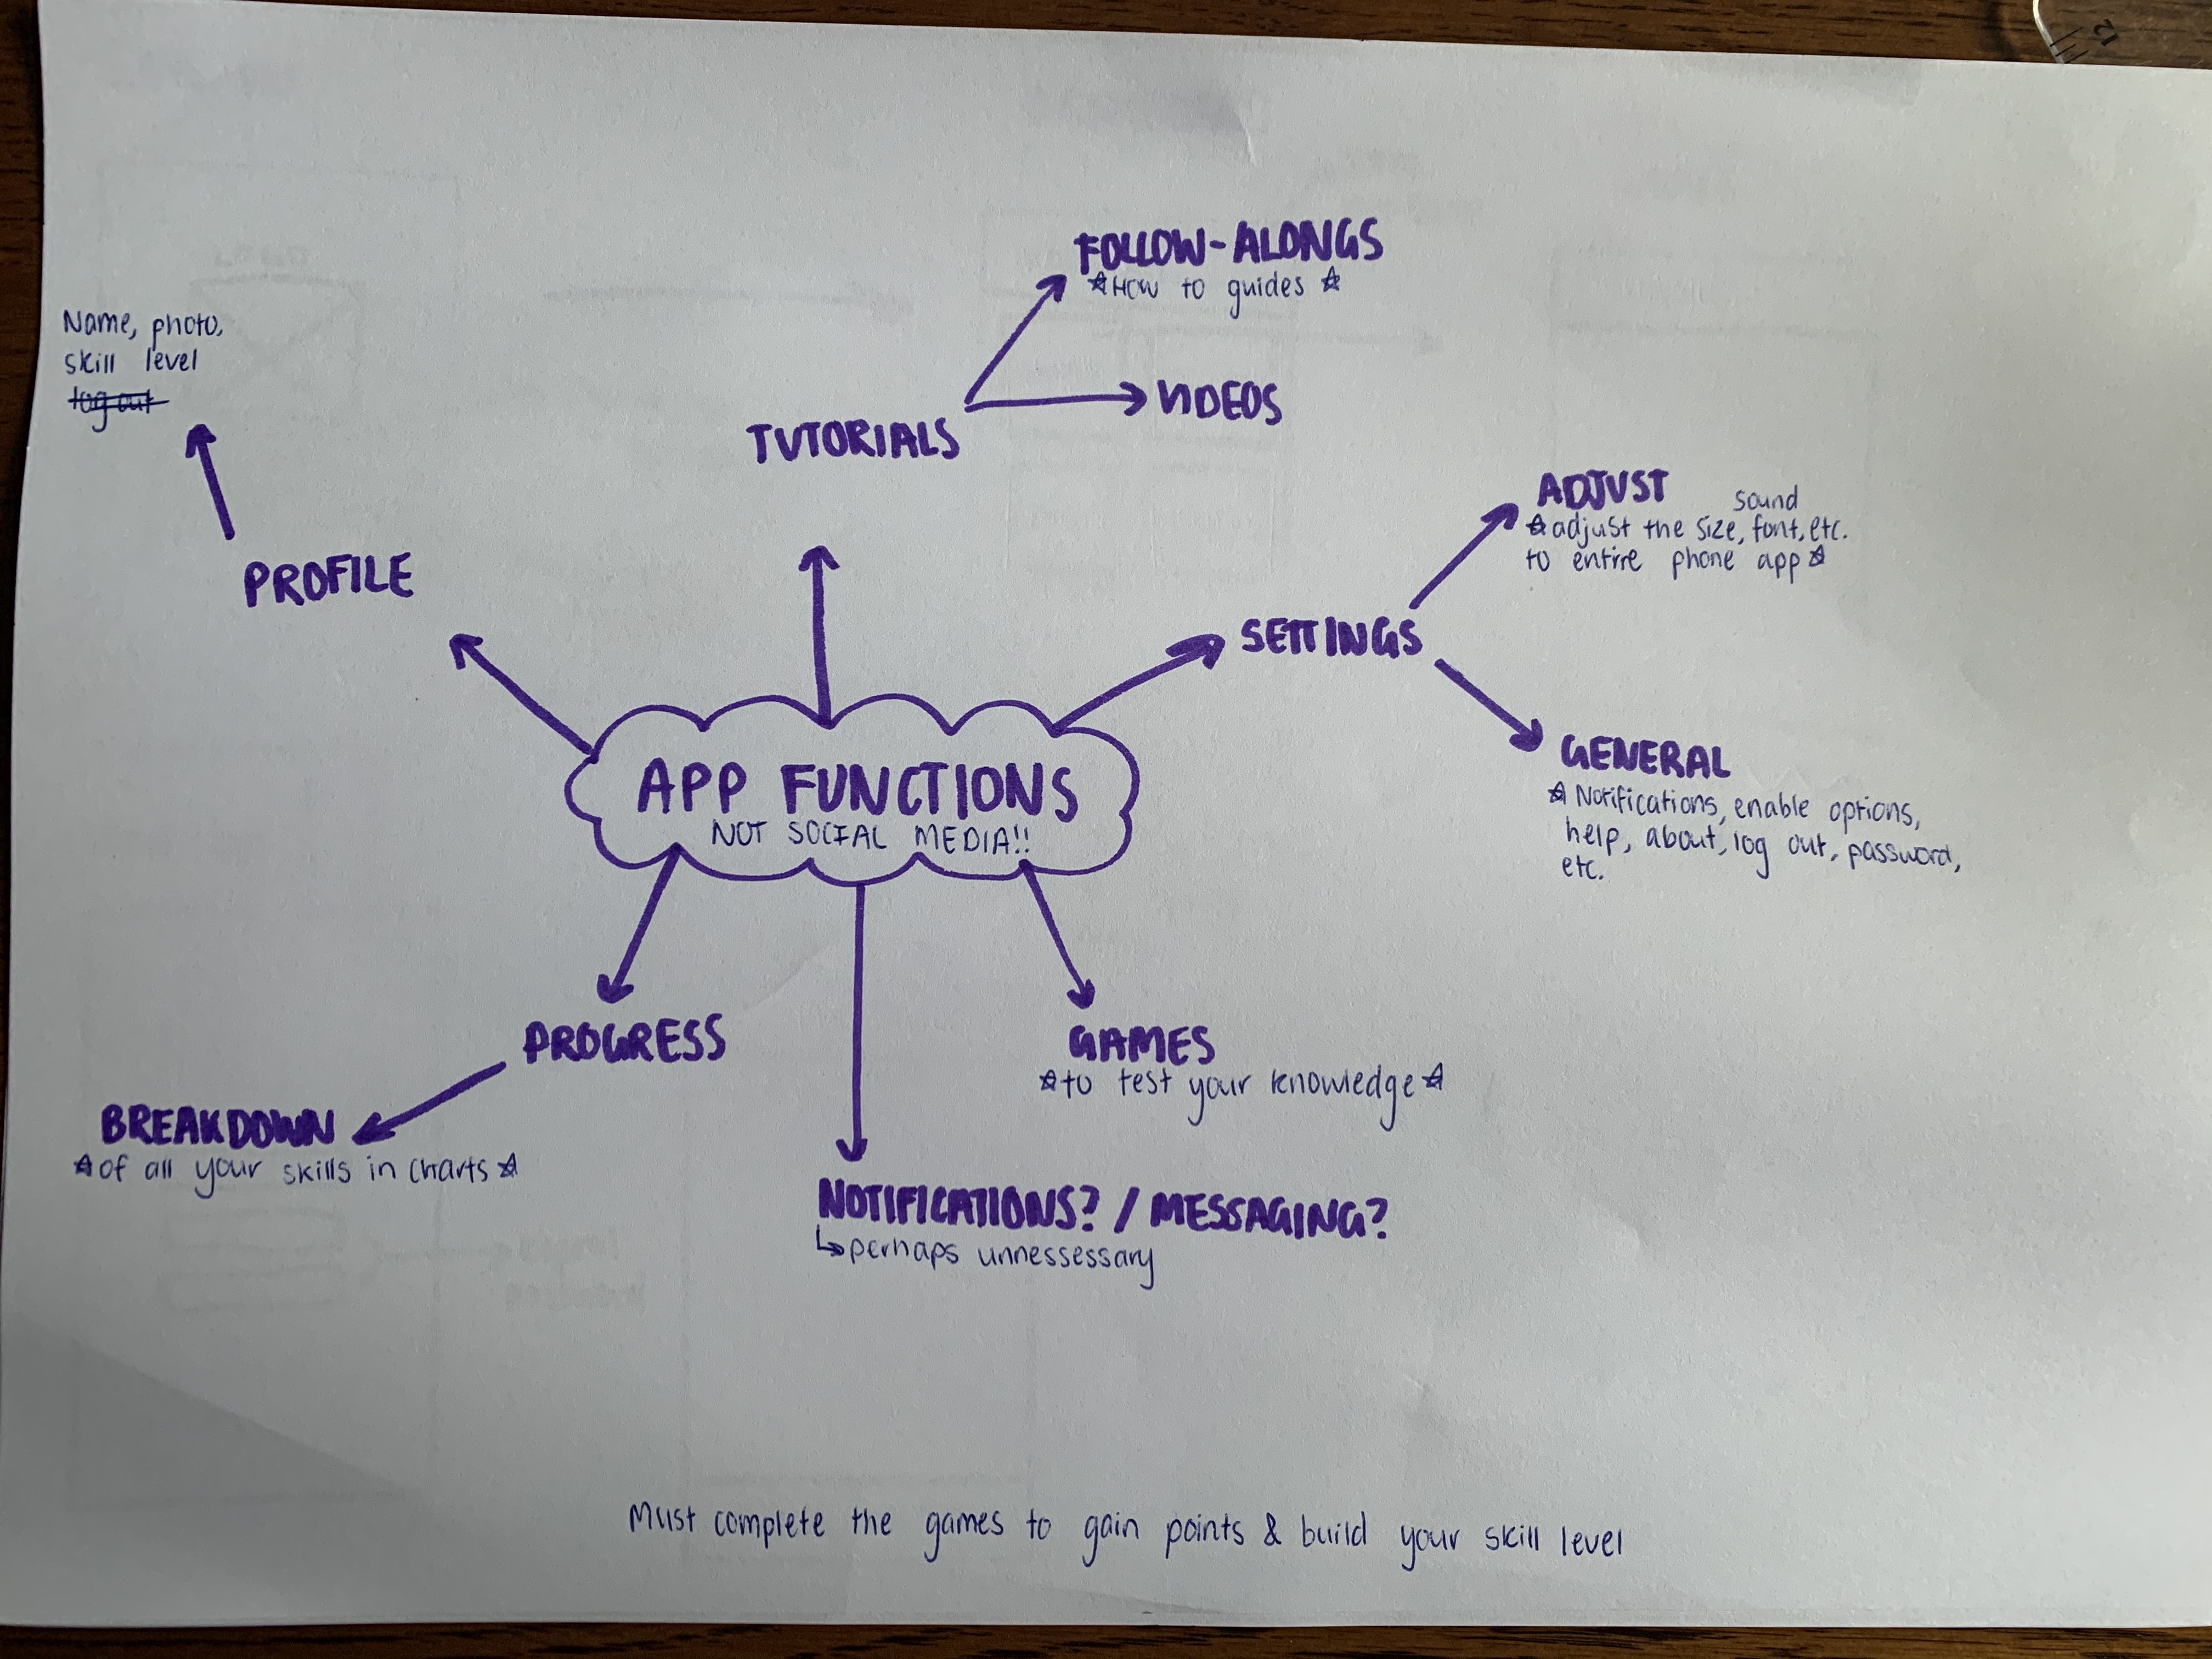 FOLLOW-ALONGS
☆HOW to guides ☆
VIDEOS
TUTORIALS
Name, photo,
skill level
log out
PROFILE
ADJUST
sound
☆adjust the size, font, etc.
to entire phone app☆
SETTINGS
GENERAL
☆Notifications, enable options,
help, about, log out, password,
etc.
APP FUNCTIONS
NOT SOCIAL MEDIA!!
PROGRESS
BREAKDOWN
☆of all your skills in charts☆
GAMES
☆to test your knowledge☆
NOTIFICATIONS? / MESSAGING?
↳perhaps unnessessary
Must complete the games to gain points & build your skill level